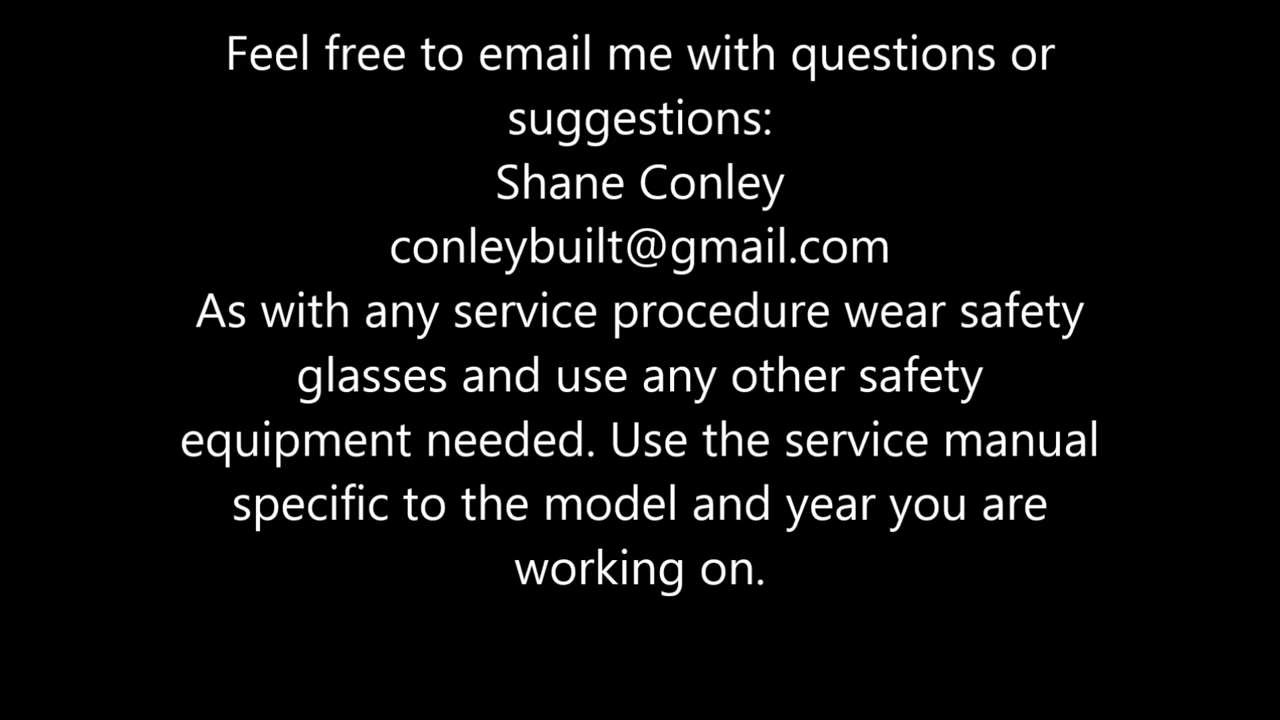 Feel free to email me with questions or
suggestions:
Shane Conley
conleybuilt@gmail.com
As with any service procedure wear safety
glasses and use any other safety
equipment needed. Use the service manual
specific to the model and year you are
working on.